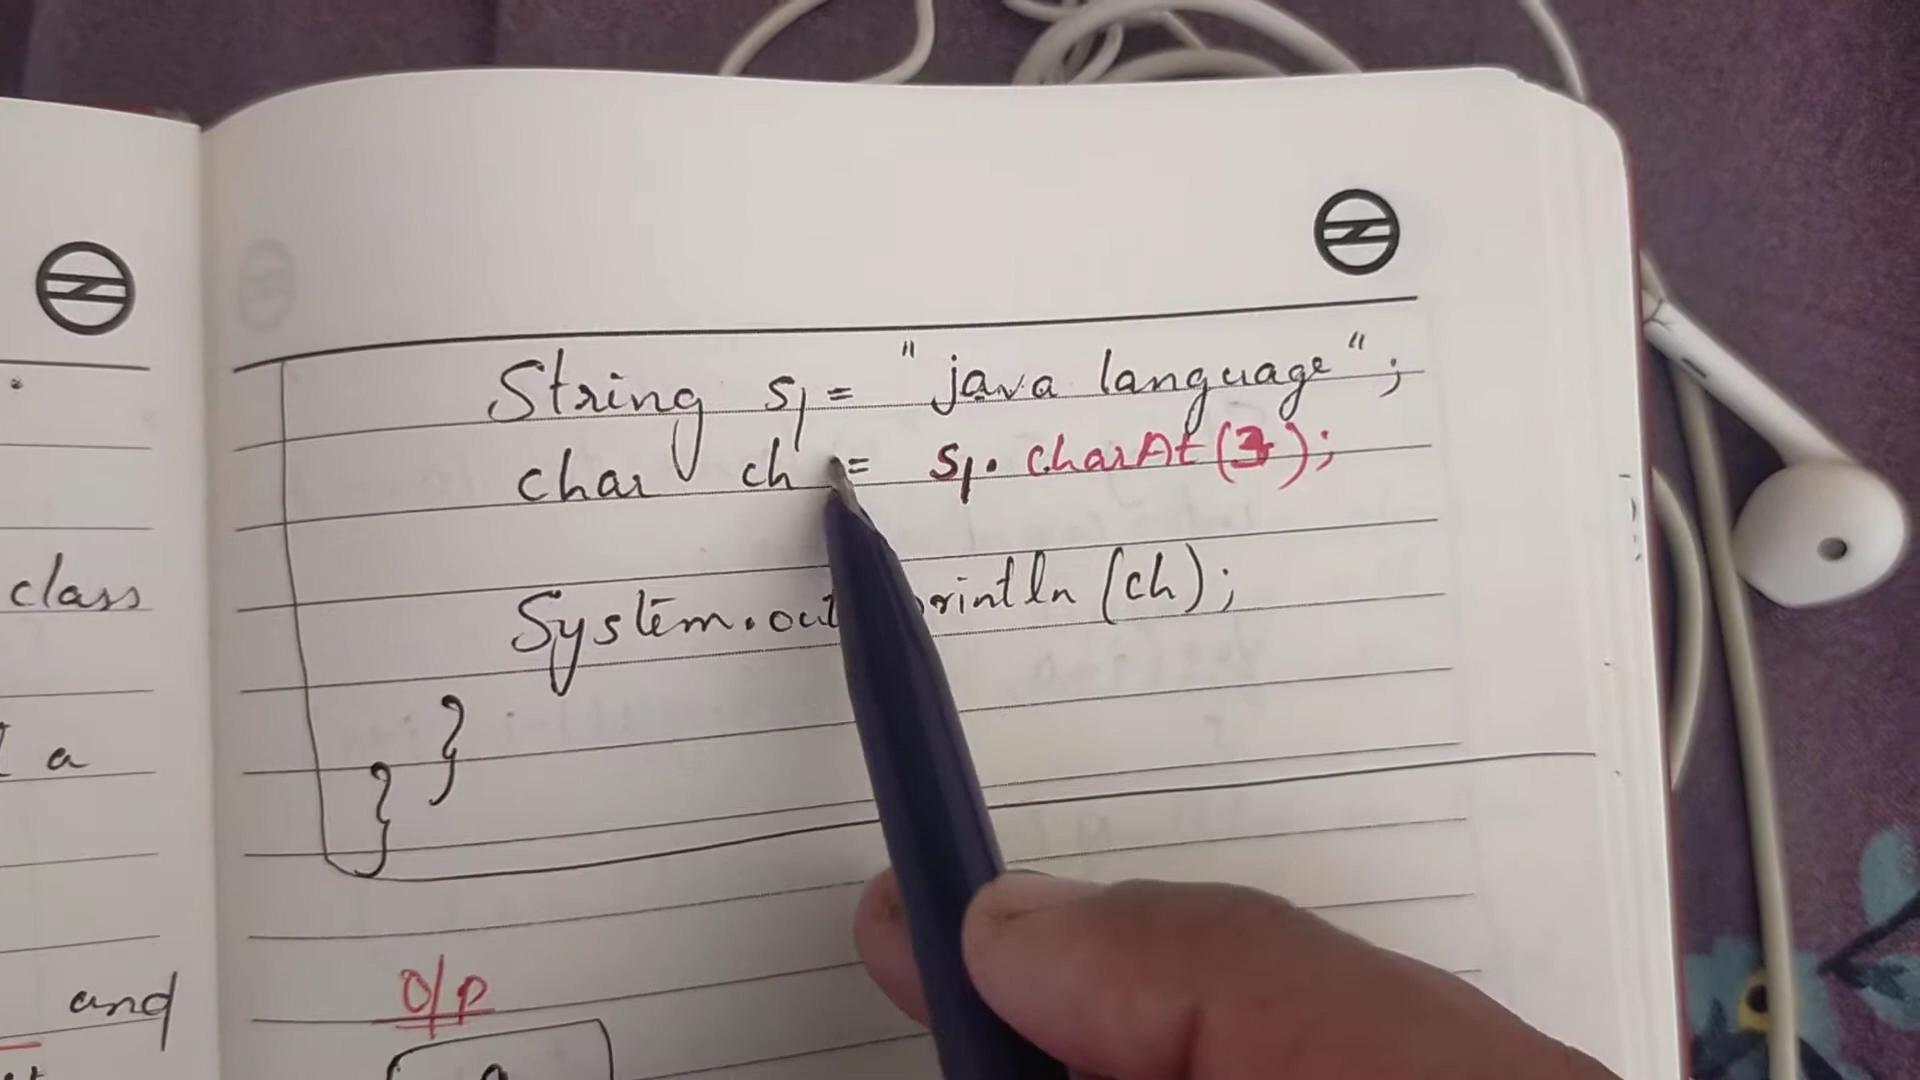 String s1 = "java language";
char ch = s1.charAt(3);
System.out println (ch);
}
}
O/P
class
a
and